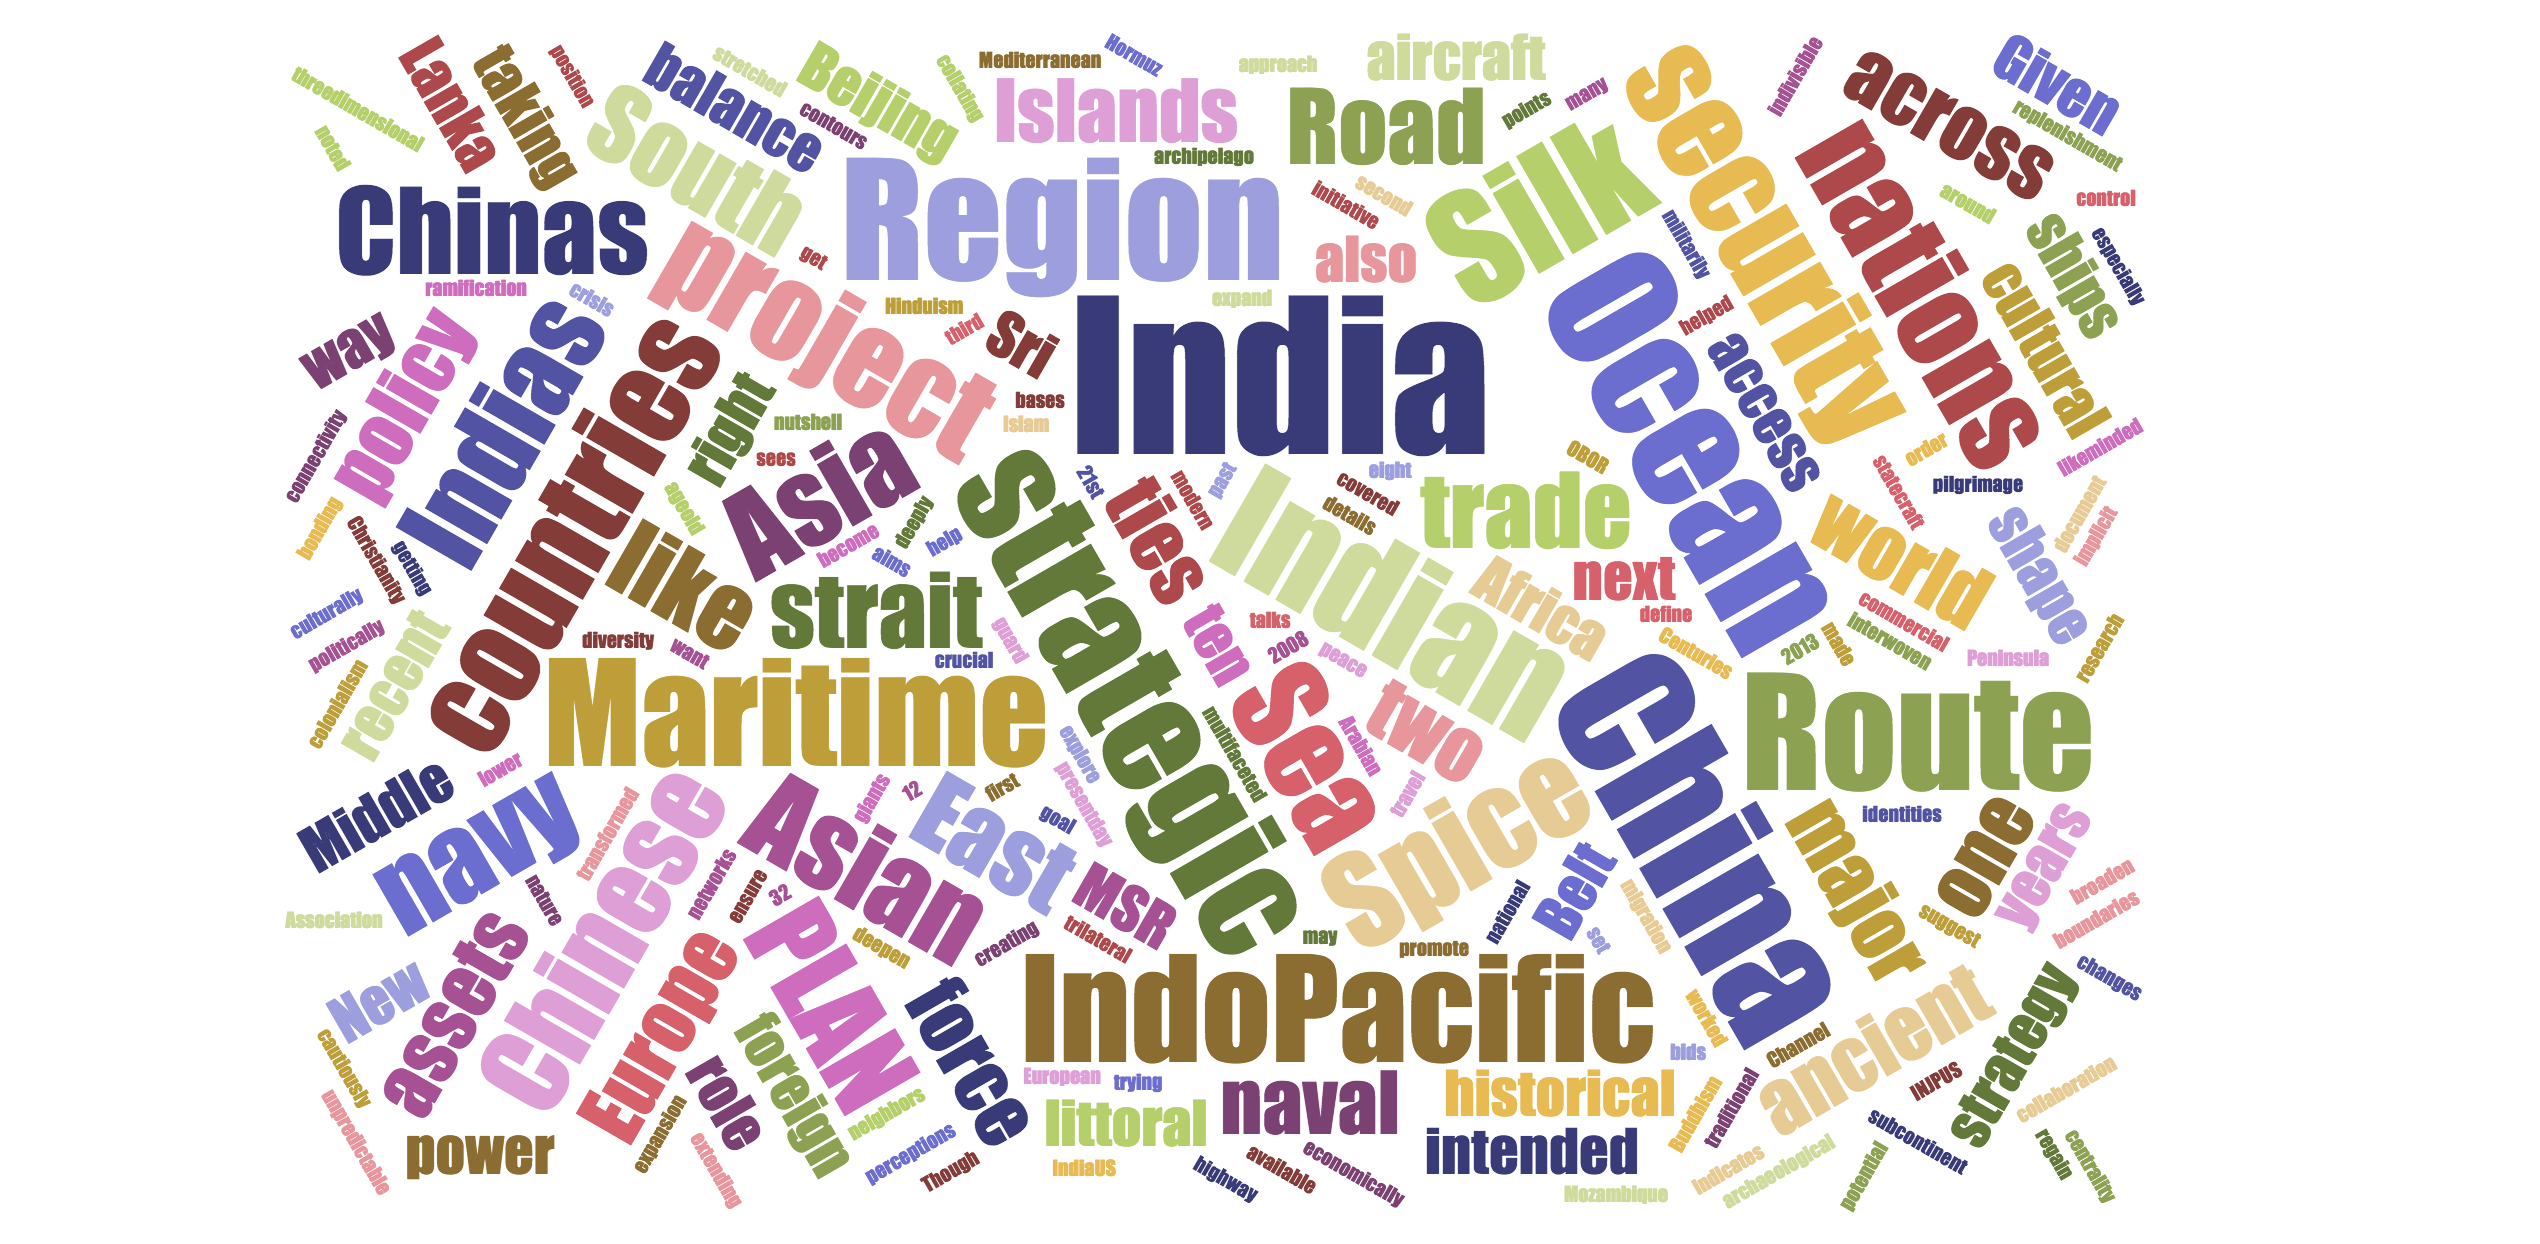 threedimensional
noted
Lanka
taking
position
balance
stretched
contours
Beijing
collating
Mediterranean
Hormuz
Islands
archipelago
approach
aircraft
Road
points
many
security
indivisible
across
Given
replenishment
control
around
nations
Chinas
South
Region
initiative
second
also
silk
militarily
ships
especially
cultural
ramification
crisis
project
get
Hinduism
third
Sri
expand
India
Ocean
helped
access
way
policy
Indias
countries
right
nutshell
bases
Islam
sees
Asia
connectivity
bonding
Christianity
getting
ageold
deeply
become
aims
help
strategic
21st
ties
modern
past
covered
eight
details
trade
OBOR
Indian
order
statecraft
likeminded
pilgrimage
document
implicit
world
shape
culturally
politically
colonialism
recent
like
diversity
want
strait
crucial
guard
ten
talks
2008
peace
Africa
next
define
Centuries
2013
made
commercial
interwoven
Peninsula
research
Maritime
Sea
multifaceted
Arabian
two
travel
explore
presentday
China
Route
Middle
lower
navy
transformed
Chinese
Asian
giants
12
East
first
goal
MSR
trilateral
Spice
Belt
national
set
migration
major
identities
one
years
suggest
broaden
boundaries
changes
Association
nature
networks
ensure
32
assets
Europe
PLAN
deepen
creating
may
promote
New
cautiously
unpredictable
power
expansion
role
extending
foreign
force
neighbors
perceptions
Though
IndoPacific
European
trying
littoral
IndiaUS
naval
highway
available
economically
historical
intended
Mozambique
worked
bids
Channel
Buddhism
traditional
indicates
archaeological
ancient
INJPUS
strategy
collaboration
subcontinent
potential
regain
centrality